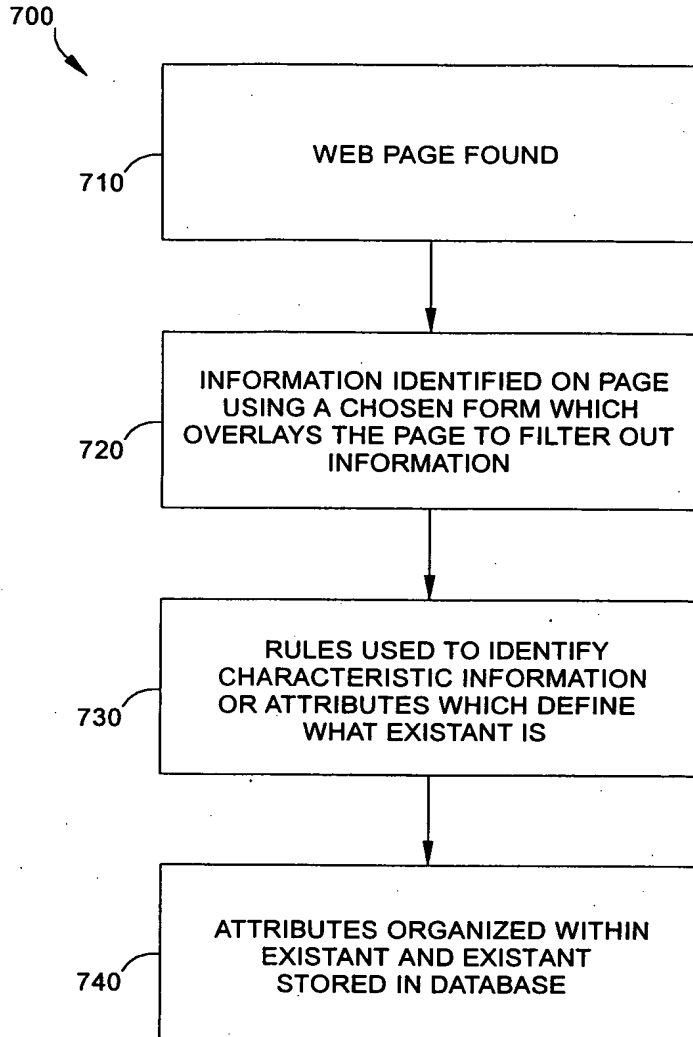 700
WEB PAGE FOUND
710
INFORMATION IDENTIFIED ON PAGE
USING A CHOSEN FORM WHICH
OVERLAYS THE PAGE TO FILTER OUT
INFORMATION
720
RULES USED TO IDENTIFY
CHARACTERISTIC INFORMATION
OR ATTRIBUTES WHICH DEFINE
WHAT EXISTANT IS
730
ATTRIBUTES ORGANIZED WITHIN
EXISTANT AND EXISTANT
STORED IN DATABASE
740